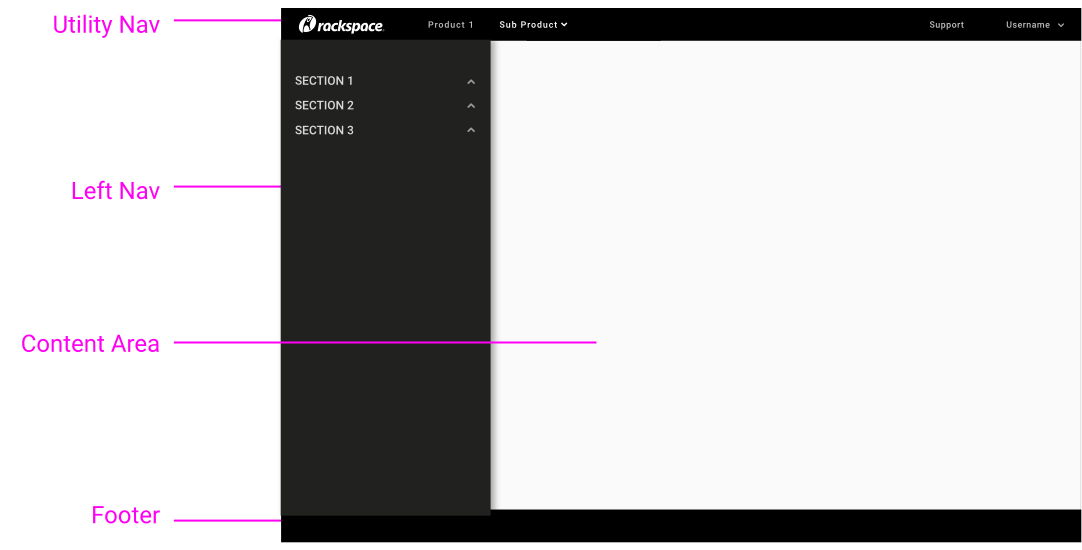 Utility Nav
rackspace
Product 1
Sub Product
Support
Username
SECTION 1
SECTION 2
SECTION 3
Left Nav
Content Area
Footer